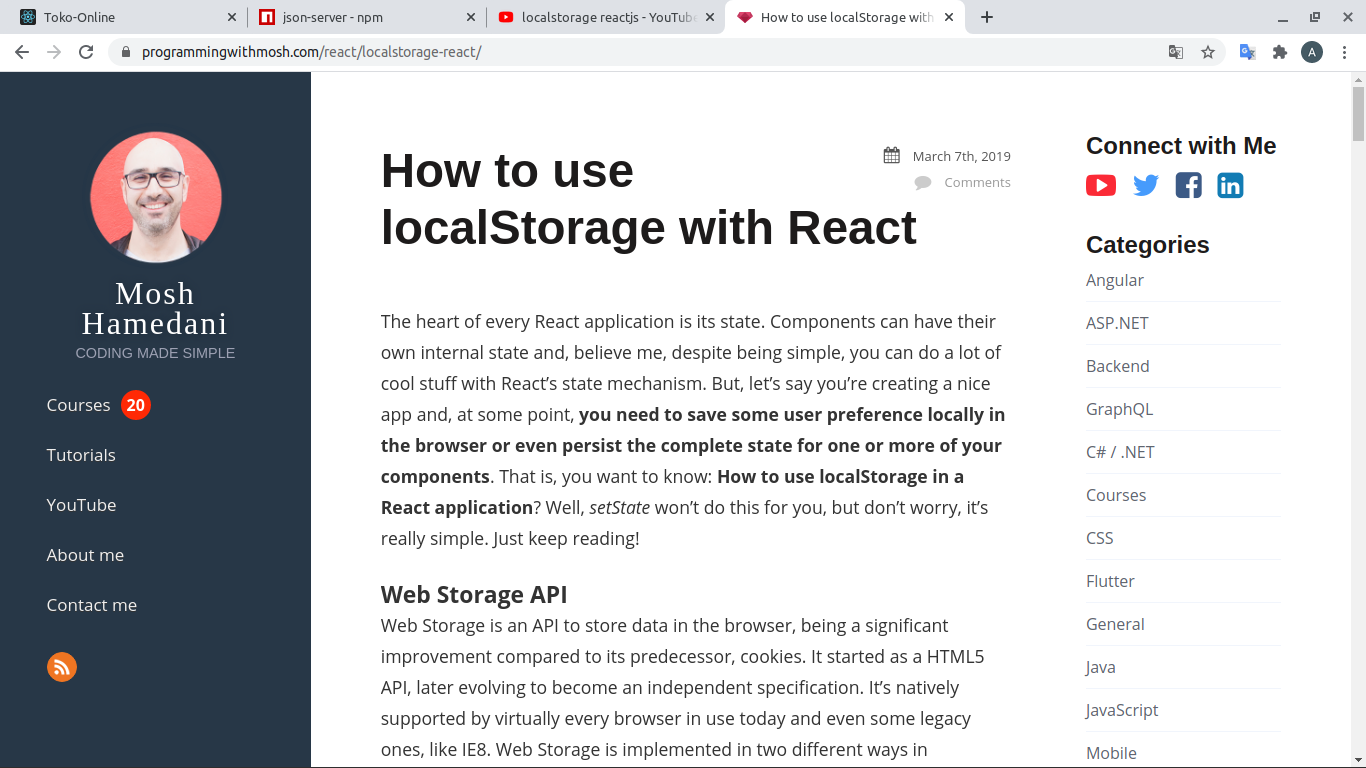 Toko-Online
json-server - npm
localstorage reactjs - YouTube
How to use localStorage with
programmingwithmosh.com/react/localstorage-react/
A
Mosh
Hamedani
CODING MADE SIMPLE
Courses 20
Tutorials
YouTube
About me
Contact me
How to use
localStorage with React
March 7th, 2019
Comments
The heart of every React application is its state. Components can have their
own internal state and, believe me, despite being simple, you can do a lot of
cool stuff with React’s state mechanism. But, let’s say you’re creating a nice
app and, at some point, you need to save some user preference locally in
the browser or even persist the complete state for one or more of your
components. That is, you want to know: How to use localStorage in a
React application? Well, setState won’t do this for you, but don’t worry, it’s
really simple. Just keep reading!
Web Storage API
Web Storage is an API to store data in the browser, being a significant
improvement compared to its predecessor, cookies. It started as a HTML5
API, later evolving to become an independent specification. It’s natively
supported by virtually every browser in use today and even some legacy
ones, like IE8. Web Storage is implemented in two different ways in
Connect with Me
Categories
Angular
ASP.NET
Backend
GraphQL
C# / .NET
Courses
CSS
Flutter
General
Java
JavaScript
Mobile